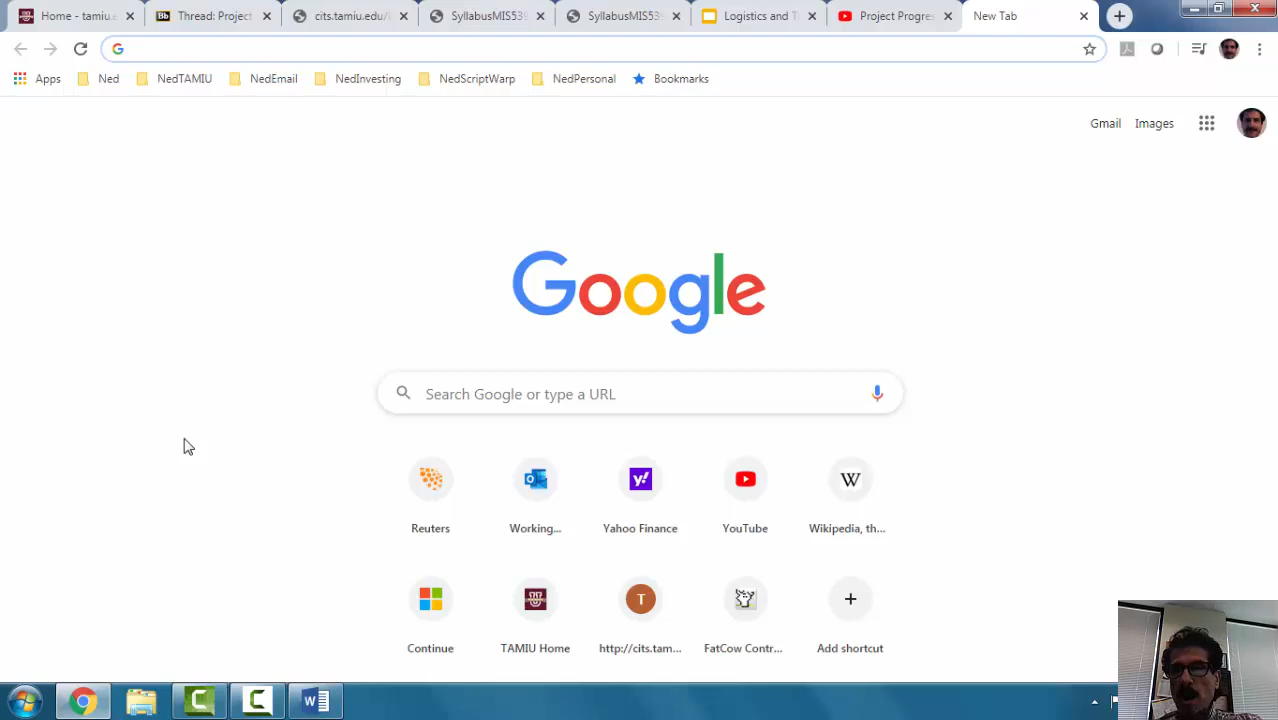 Home - tamiu.e
Bb Thread: Project
cits.tamiu.edu/
SyllabusMIS53
SyllabusMIS53
Logistics and T
Project Progres
New Tab
Apps Ned NedTAMIU NedEmail NedInvesting NedScriptWarp NedPersonal Bookmarks
Gmail Images
Google
Search Google or type a URL
Reuters Working... Yahoo Finance YouTube Wikipedia, th...
Continue TAMIU Home http://cits.tam... FatCow Contr... Add shortcut